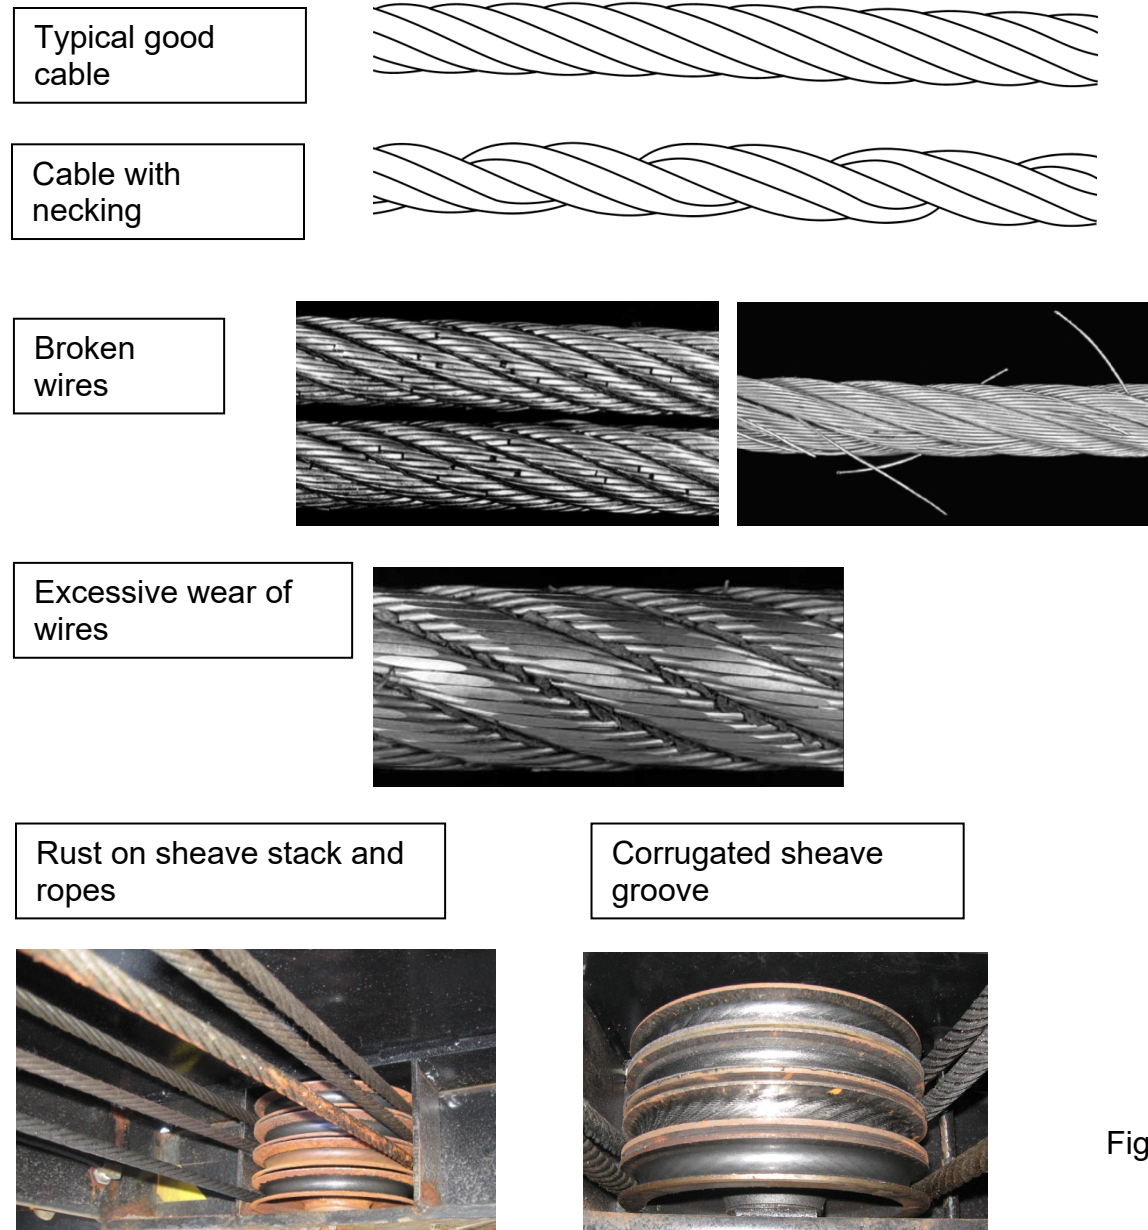 Typical good
cable
Cable with
necking
Broken
wires
Excessive wear of
wires
Rust on sheave stack and
ropes
Corrugated sheave
groove
Fig